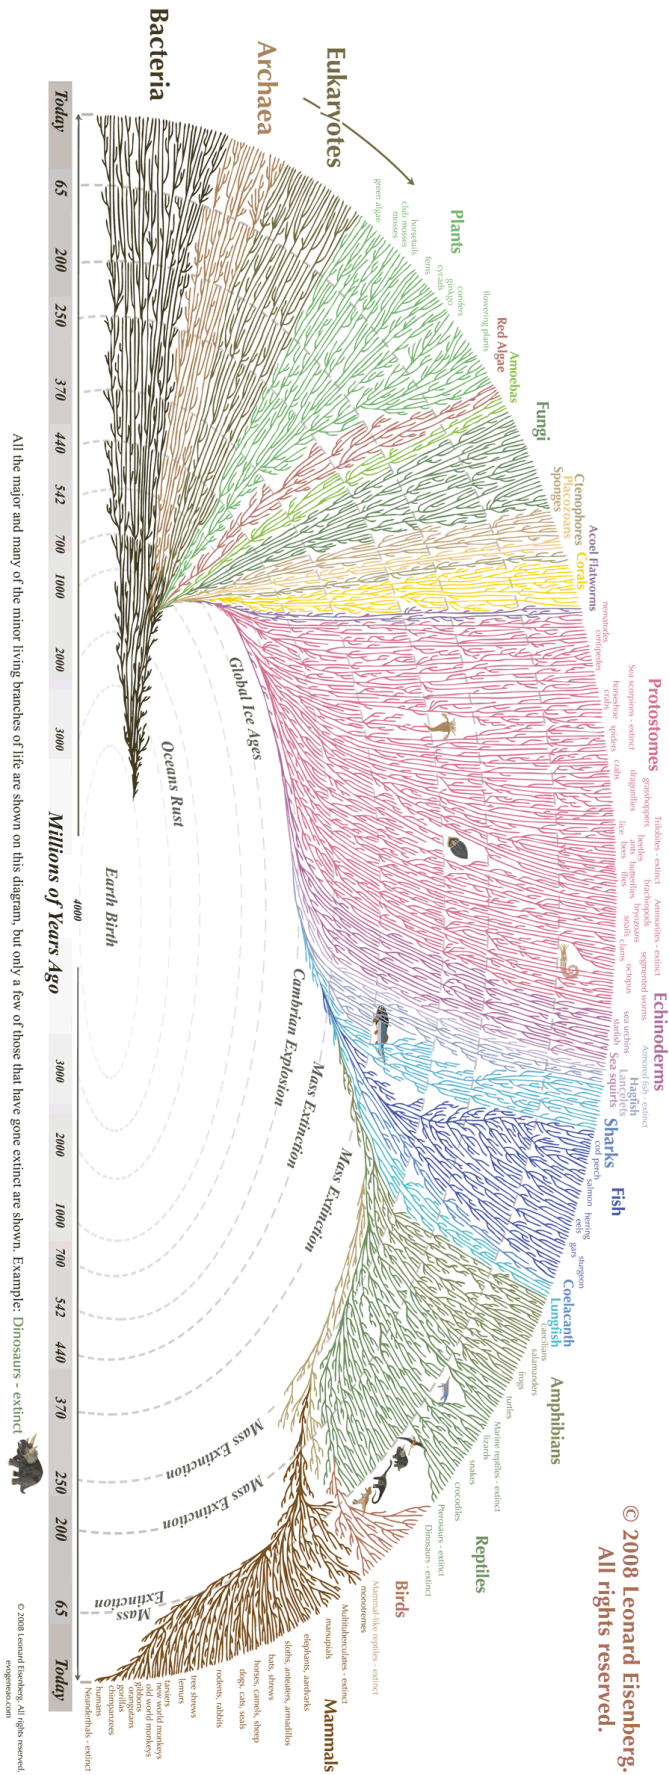 Bacteria
Archaea
Eukaryotes
green algae
mosses
club mosses
horsetails
ferns
cycads
ginkgo
conifers
flowering plants
Plants
Red Algae
Amoebas
Fungi
Sponges
Placozoans
Ctenophores
Corals
Acoel Flatworms
nematodes
centipedes
Sea scorpions - extinct
horseshoe crabs
spiders
crabs
Protostomes
dragonflies
grasshoppers
Trilobites - extinct
lice
beetles
ants
bees
butterflies
flies
brachiopods
bryozoans
Ammonites - extinct
snails
clams
octopus
segmented worms
Echinoderms
sea urchins
starfish
Sea squirts
Lancelets
Hagfish
Armored fish - extinct
Sharks
Fish
cod
perch
salmon
herring
eels
gars
sturgeon
Coelacanth
Lungfish
Amphibians
caecilians
salamanders
frogs
turtles
Marine reptiles - extinct
lizards
snakes
crocodiles
Pterosaurs - extinct
Dinosaurs - extinct
Reptiles
Birds
Mammal-like reptiles - extinct
monotremes
Multituberculates - extinct
marsupials
Mammals
elephants, aardvarks
sloths, anteaters, armadillos
bats, shrews
horses, camels, sheep
dogs, cats, seals
rodents, rabbits
tree shrews
lemurs
tarsiers
new world monkeys
old world monkeys
gibbons
orangutans
gorillas
chimpanzees
humans
Neanderthals - extinct
Global Ice Ages
Oceans Rust
Earth Birth
Cambrian Explosion
Mass Extinction
Mass Extinction
Mass Extinction
Mass Extinction
Mass
Extinction
Today 65 200 250 370 440 542 700 1000 2000 3000 4000 3000 2000 1000 700 542 440 370 250 200 65 Today
Millions of Years Ago
All the major and many of the minor living branches of life are shown on this diagram, but only a few of those that have gone extinct are shown. Example: Dinosaurs - extinct
© 2008 Leonard Eisenberg.
All rights reserved.
© 2008 Leonard Eisenberg. All rights reserved.
evogeneao.com